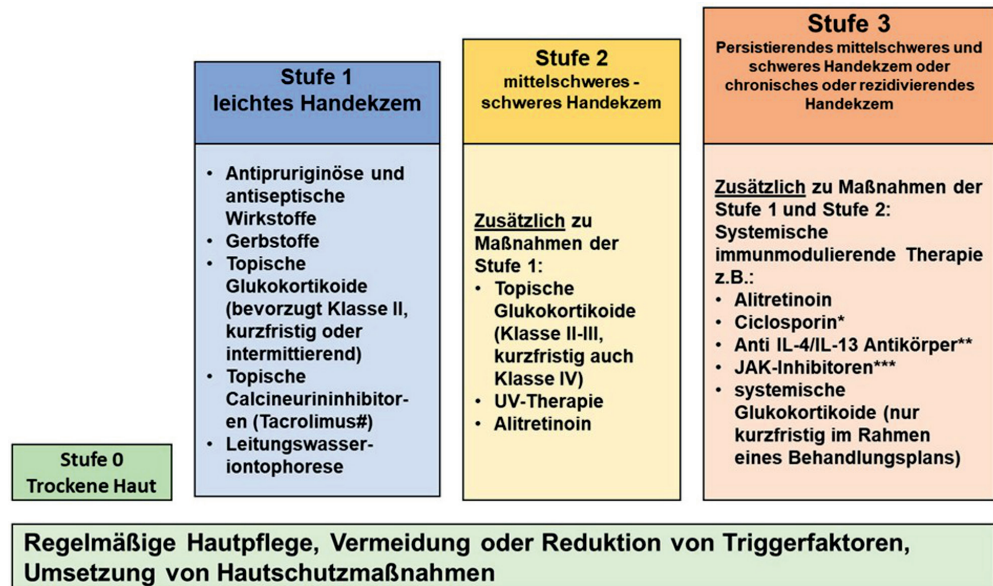 Stufe 0
Trockene Haut
Stufe 1
leichtes Handekzem
• Antipruriginöse und
antiseptische
Wirkstoffe
• Gerbstoffe
• Topische
Glukokortikoide
(bevorzugt Klasse II,
kurzfristig oder
intermittierend)
• Topische
Calcineurininhibitor-
en (Tacrolimus#)
• Leitungswasser-
iontophorese
Stufe 2
mittelschweres -
schweres Handekzem
Zusätzlich zu
Maßnahmen der
Stufe 1:
• Topische
Glukokortikoide
(Klasse II-III,
kurzfristig auch
Klasse IV)
• UV-Therapie
• Alitretinoin
Stufe 3
Persistierendes mittelschweres und
schweres Handekzem oder
chronisches oder rezidivierendes
Handekzem
Zusätzlich zu Maßnahmen der
Stufe 1 und Stufe 2:
Systemische
immunmodulierende Therapie
z.B.:
• Alitretinoin
• Ciclosporin*
• Anti IL-4/IL-13 Antikörper**
• JAK-Inhibitoren***
• systemische
Glukokortikoide (nur
kurzfristig im Rahmen
eines Behandlungsplans)
Regelmäßige Hautpflege, Vermeidung oder Reduktion von Triggerfaktoren,
Umsetzung von Hautschutzmaßnahmen